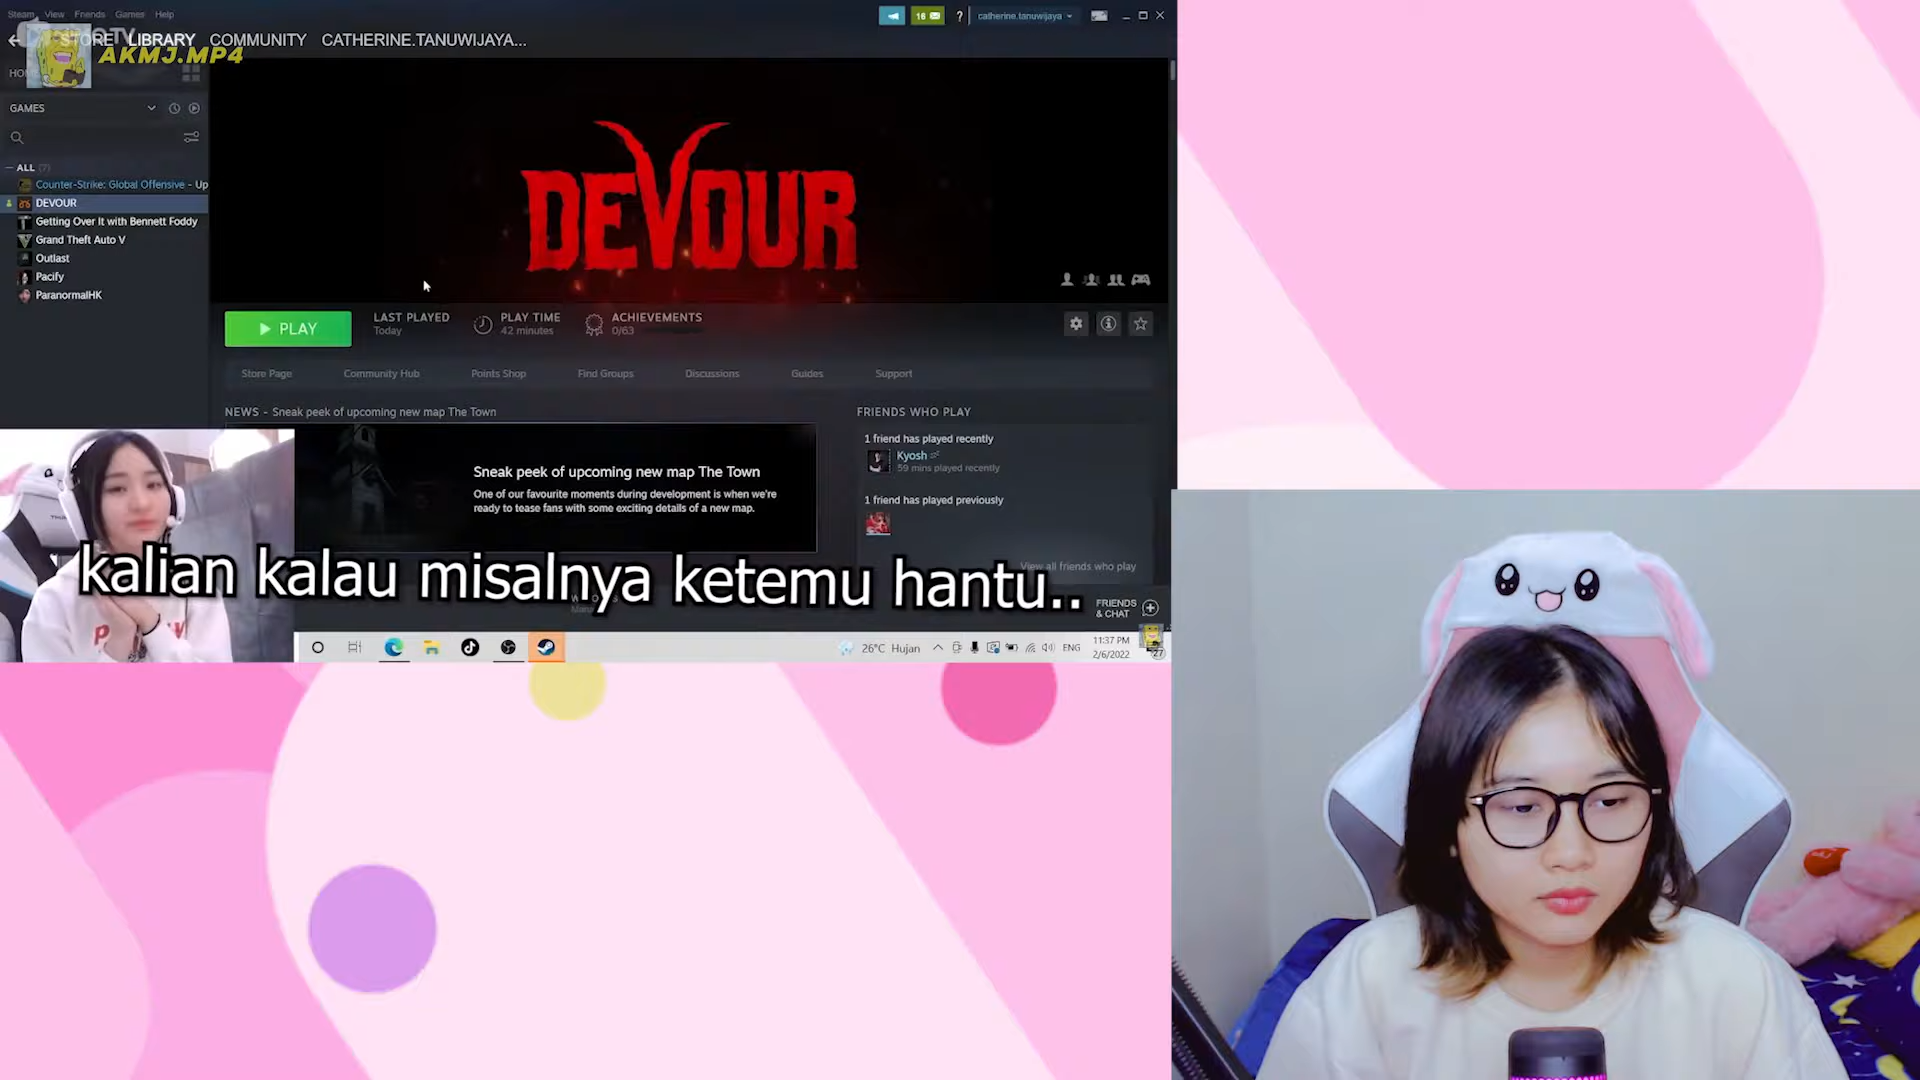 Steam View Friends Games Help
16 ? catherine.tanuwijaya
STORE LIBRARY COMMUNITY CATHERINE.TANUWIJAYA...
AKMJ.MP4
GAMES
ALL (7)
Counter-Strike: Global Offensive - Up
DEVOUR
Getting Over It with Bennett Foddy
Grand Theft Auto V
Outlast
Pacify
ParanormalHK
DEVOUR
PLAY
LAST PLAYED
Today
PLAY TIME
42 minutes
ACHIEVEMENTS
0/63
Store Page Community Hub Points Shop Find Groups Discussions Guides Support
NEWS - Sneak peek of upcoming new map The Town
Sneak peek of upcoming new map The Town
One of our favourite moments during development is when we're
ready to tease fans with some exciting details of a new map.
FRIENDS WHO PLAY
1 friend has played recently
Kyosh
59 mins played recently
1 friend has played previously
View all friends who play
kalian kalau misalnya ketemu hantu..
FRIENDS
& CHAT
26°C Hujan ENG
11:37 PM
2/6/2022
27